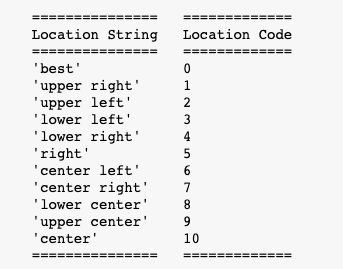 ===============   =============
Location String   Location Code
===============   =============
'best'            0
'upper right'     1
'upper left'      2
'lower left'      3
'lower right'     4
'right'           5
'center left'     6
'center right'    7
'lower center'    8
'upper center'    9
'center'          10
===============   =============